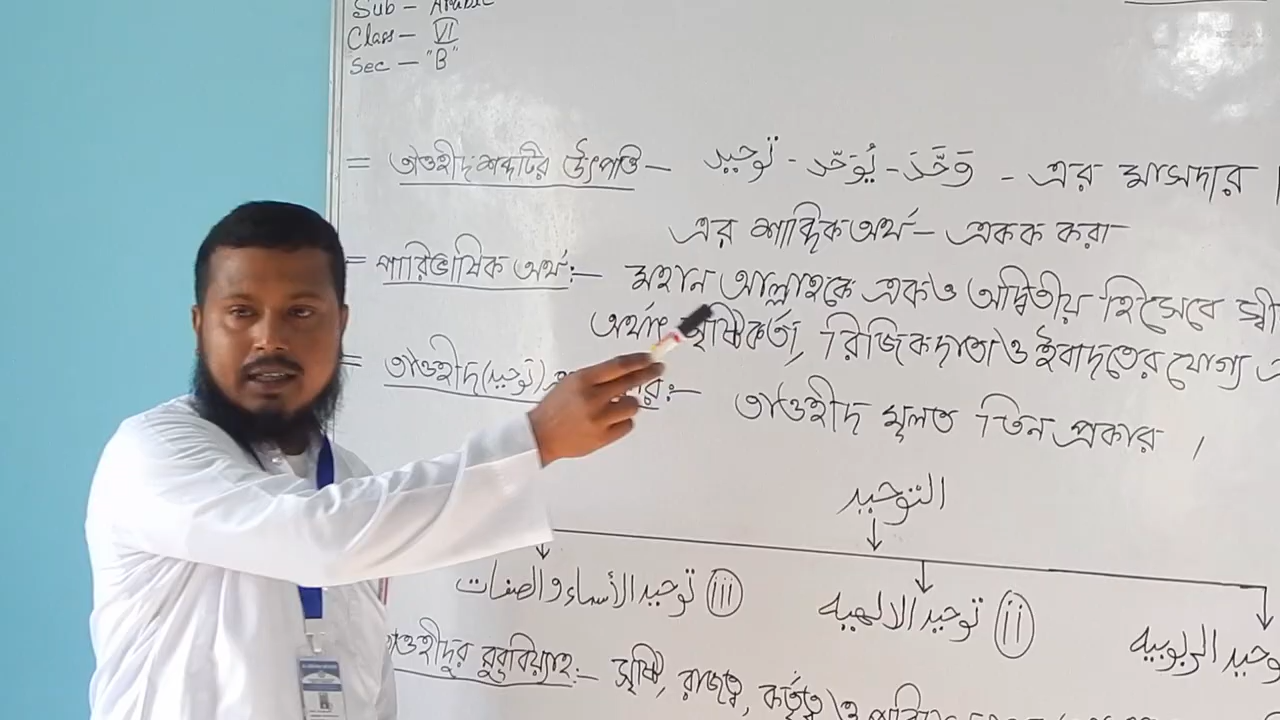 Sub – Arabic
Class – VI
Sec – "B"
= তাওহীদ শব্দটির উৎপত্তি – وَحَّدَ - يُوَحِّدُ - توحيد - এর মাসদার ।
এর শাব্দিক অর্থ – একক করা
= পারিভাষিক অর্থ:– মহান আল্লাহকে এক ও অদ্বিতীয় হিসেবে
অর্থাৎ সৃষ্টিকর্তা, রিজিকদাতা ও ইবাদতের যোগ্য
= তাওহীদ (توحيد) :– তাওহীদ মূলত তিন প্রকার ।
التوحيد
توحيد الربوبيه
ii توحيد الالهيه
iii توحيد الأسماء والصفات
তাওহীদুর রুবুবিয়্যাহ:– সৃষ্টি, রাজত্ব, কর্তৃত্ব ও